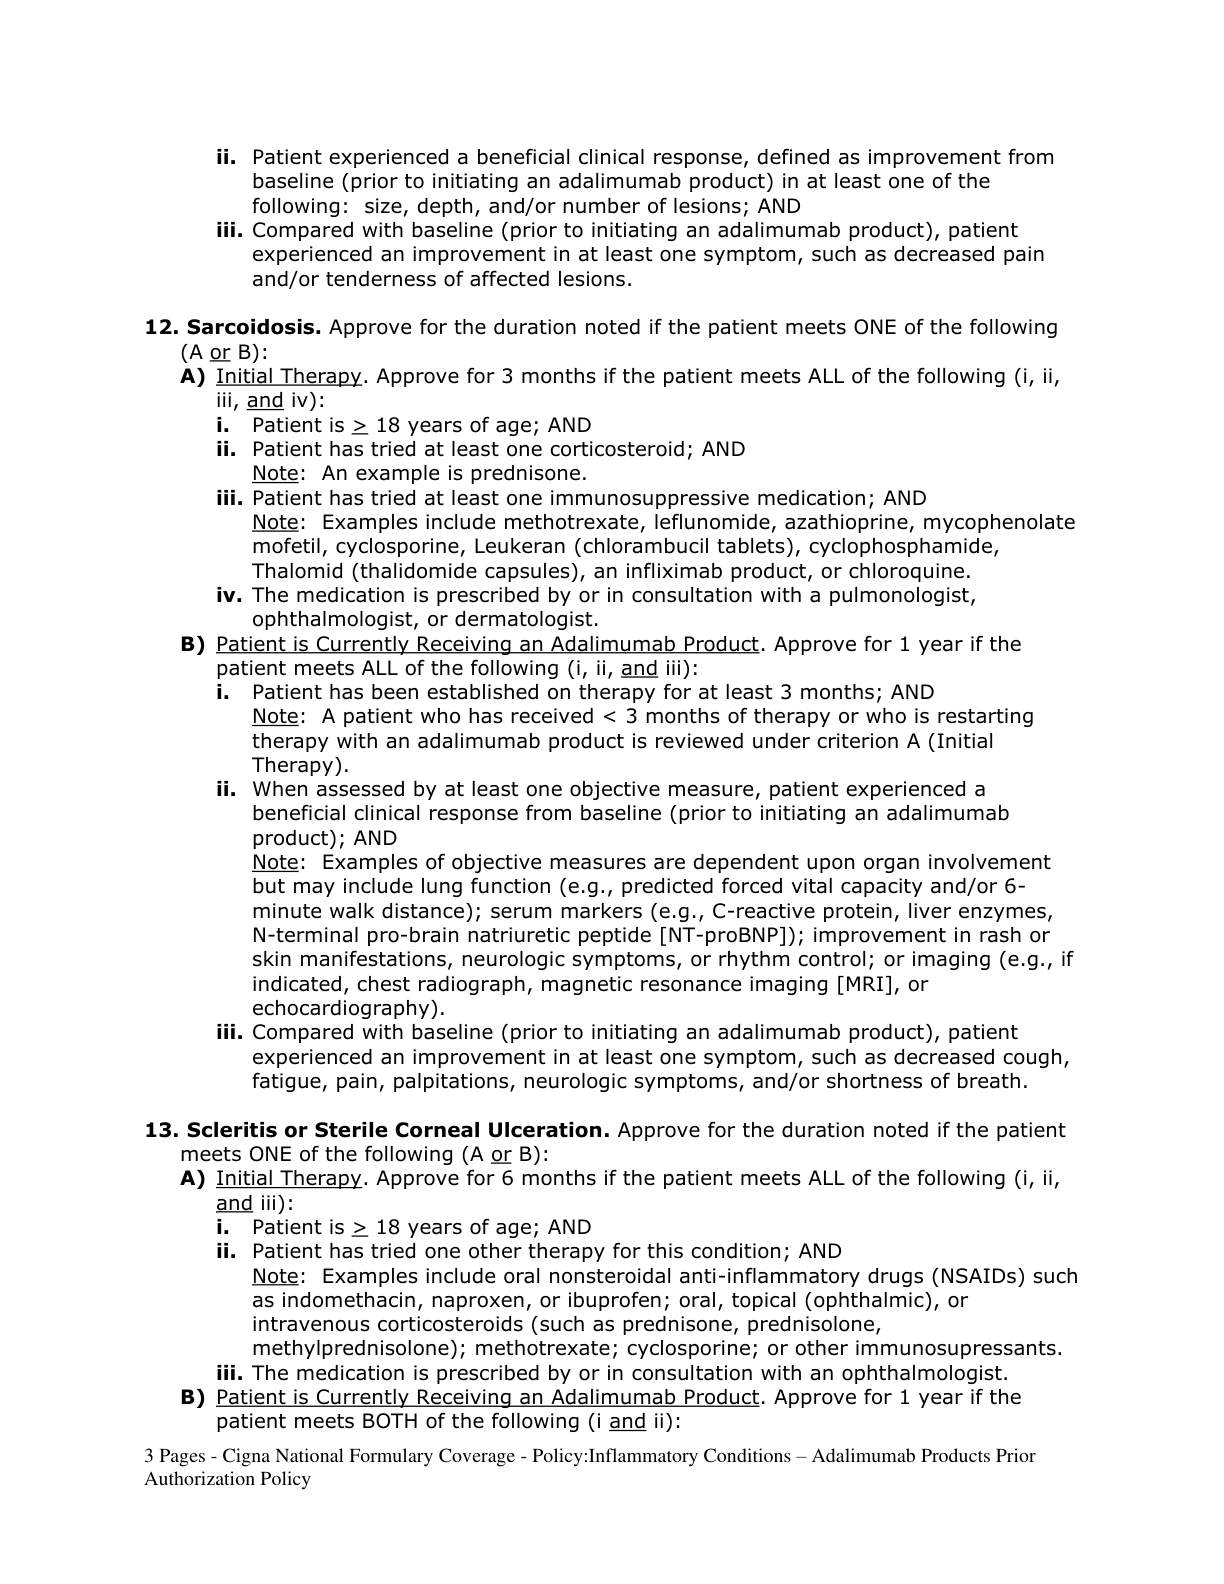 ii. Patient experienced a beneficial clinical response, defined as improvement from
baseline (prior to initiating an adalimumab product) in at least one of the
following:  size, depth, and/or number of lesions; AND
iii. Compared with baseline (prior to initiating an adalimumab product), patient
experienced an improvement in at least one symptom, such as decreased pain
and/or tenderness of affected lesions.
12. Sarcoidosis. Approve for the duration noted if the patient meets ONE of the following
(A or B):
A) Initial Therapy. Approve for 3 months if the patient meets ALL of the following (i, ii,
iii, and iv):
i. Patient is > 18 years of age; AND
ii. Patient has tried at least one corticosteroid; AND
Note:  An example is prednisone.
iii. Patient has tried at least one immunosuppressive medication; AND
Note:  Examples include methotrexate, leflunomide, azathioprine, mycophenolate
mofetil, cyclosporine, Leukeran (chlorambucil tablets), cyclophosphamide,
Thalomid (thalidomide capsules), an infliximab product, or chloroquine.
iv. The medication is prescribed by or in consultation with a pulmonologist,
ophthalmologist, or dermatologist.
B) Patient is Currently Receiving an Adalimumab Product. Approve for 1 year if the
patient meets ALL of the following (i, ii, and iii):
i. Patient has been established on therapy for at least 3 months; AND
Note:  A patient who has received < 3 months of therapy or who is restarting
therapy with an adalimumab product is reviewed under criterion A (Initial
Therapy).
ii. When assessed by at least one objective measure, patient experienced a
beneficial clinical response from baseline (prior to initiating an adalimumab
product); AND
Note:  Examples of objective measures are dependent upon organ involvement
but may include lung function (e.g., predicted forced vital capacity and/or 6-
minute walk distance); serum markers (e.g., C-reactive protein, liver enzymes,
N-terminal pro-brain natriuretic peptide [NT-proBNP]); improvement in rash or
skin manifestations, neurologic symptoms, or rhythm control; or imaging (e.g., if
indicated, chest radiograph, magnetic resonance imaging [MRI], or
echocardiography).
iii. Compared with baseline (prior to initiating an adalimumab product), patient
experienced an improvement in at least one symptom, such as decreased cough,
fatigue, pain, palpitations, neurologic symptoms, and/or shortness of breath.
13. Scleritis or Sterile Corneal Ulceration. Approve for the duration noted if the patient
meets ONE of the following (A or B):
A) Initial Therapy. Approve for 6 months if the patient meets ALL of the following (i, ii,
and iii):
i. Patient is > 18 years of age; AND
ii. Patient has tried one other therapy for this condition; AND
Note:  Examples include oral nonsteroidal anti-inflammatory drugs (NSAIDs) such
as indomethacin, naproxen, or ibuprofen; oral, topical (ophthalmic), or
intravenous corticosteroids (such as prednisone, prednisolone,
methylprednisolone); methotrexate; cyclosporine; or other immunosupressants.
iii. The medication is prescribed by or in consultation with an ophthalmologist.
B) Patient is Currently Receiving an Adalimumab Product. Approve for 1 year if the
patient meets BOTH of the following (i and ii):
3 Pages - Cigna National Formulary Coverage - Policy:Inflammatory Conditions – Adalimumab Products Prior
Authorization Policy